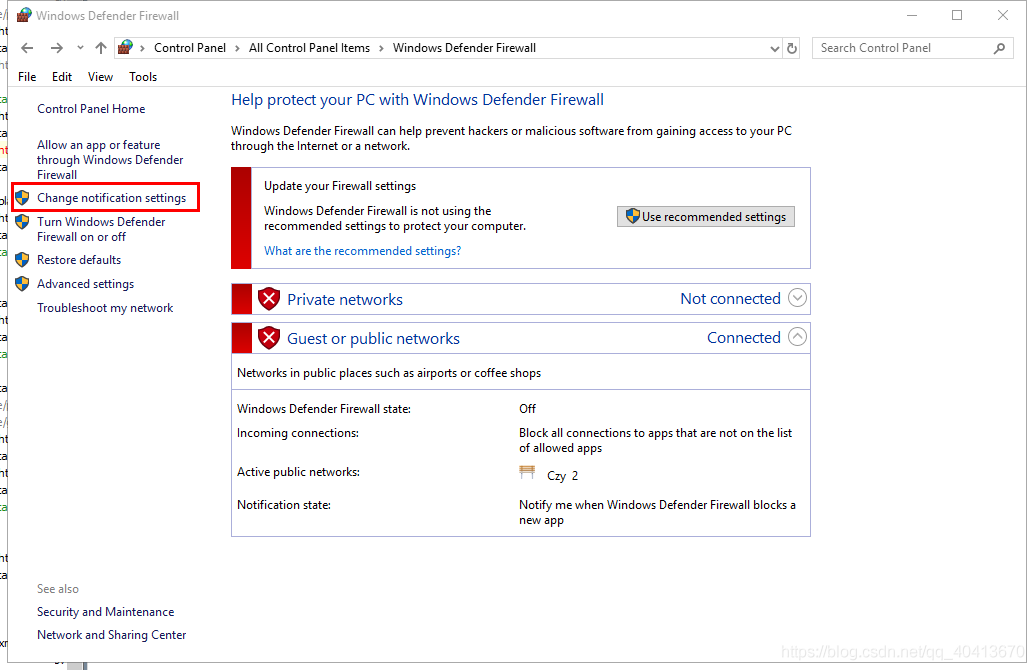 Windows Defender Firewall
Control Panel
All Control Panel Items
Windows Defender Firewall
Search Control Panel
File Edit View Tools
Control Panel Home
Allow an app or feature
through Windows Defender
Firewall
Change notification settings
Turn Windows Defender
Firewall on or off
Restore defaults
Advanced settings
Troubleshoot my network
Help protect your PC with Windows Defender Firewall
Windows Defender Firewall can help prevent hackers or malicious software from gaining access to your PC
through the Internet or a network.
Update your Firewall settings
Windows Defender Firewall is not using the
recommended settings to protect your computer.
What are the recommended settings?
Use recommended settings
Private networks Not connected
Guest or public networks Connected
Networks in public places such as airports or coffee shops
Windows Defender Firewall state: Off
Incoming connections: Block all connections to apps that are not on the list
of allowed apps
Active public networks: Czy 2
Notification state: Notify me when Windows Defender Firewall blocks a
new app
See also
Security and Maintenance
Network and Sharing Center
https://blog.csdn.net/qq_40413670